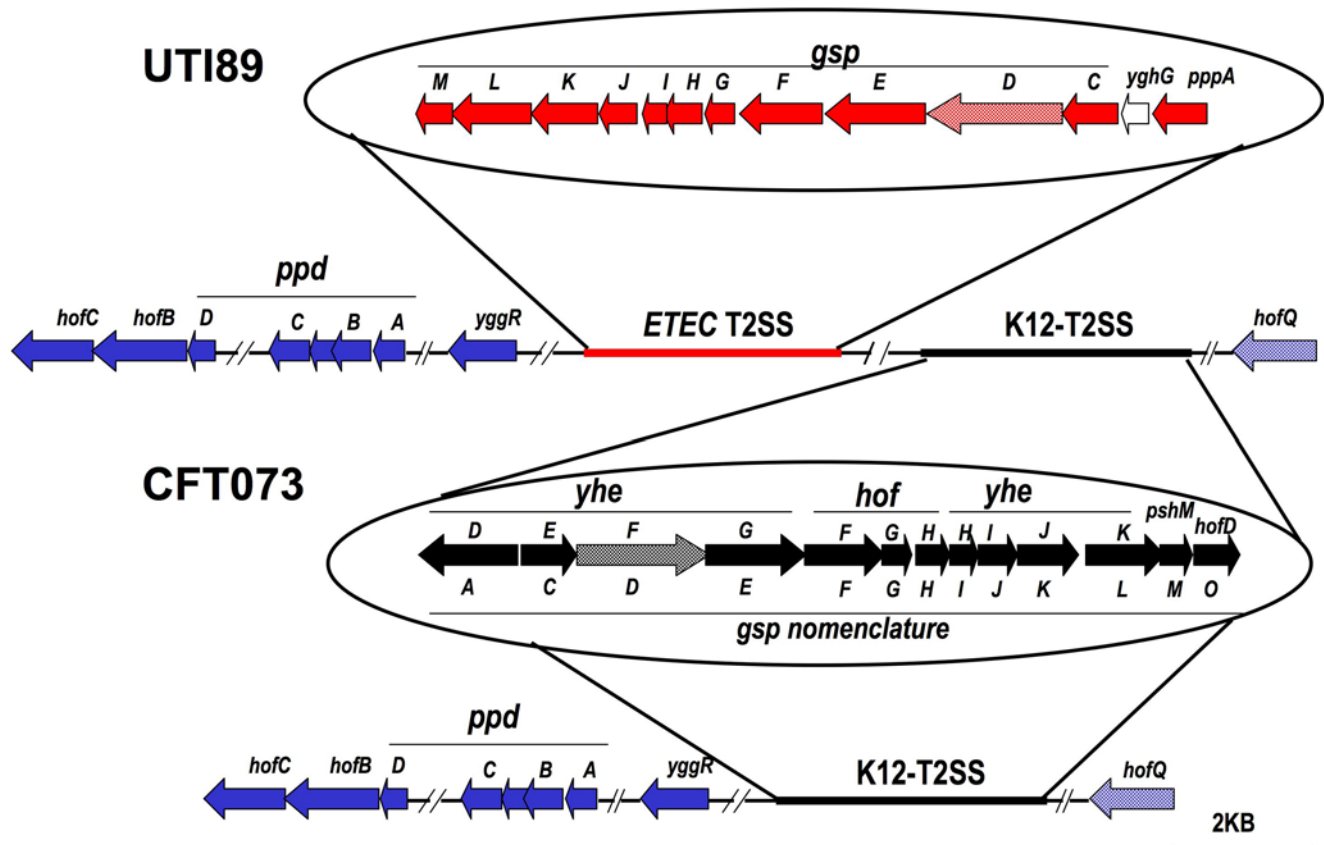 UTI89
gsp
M L K J I H G F E D C yghG pppA
ppd
hofC hofB D C B A yggR ETEC T2SS K12-T2SS hofQ
CFT073
yhe hof yhe pshM
D E F G F G H H I J K hofD
A C D E F G H I J K L M O
gsp nomenclature
ppd
hofC hofB D C B A yggR K12-T2SS hofQ
2KB